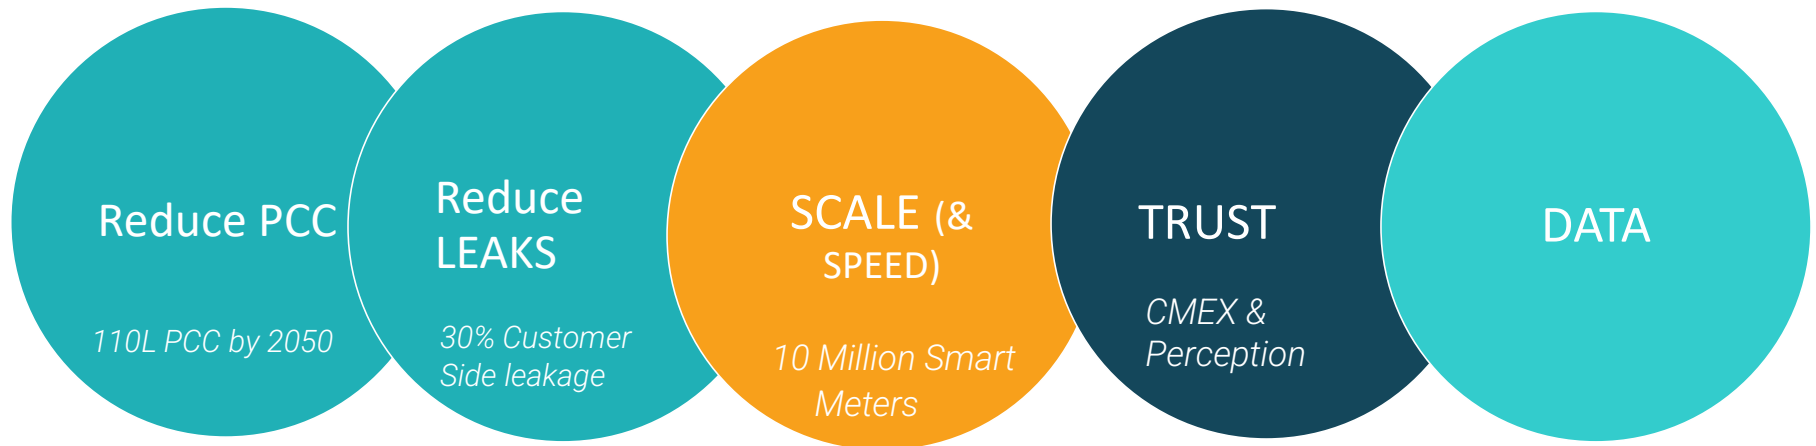 Reduce PCC
110L PCC by 2050
Reduce
LEAKS
30% Customer
Side leakage
SCALE (&
SPEED)
10 Million Smart
Meters
TRUST
CMEX &
Perception
DATA